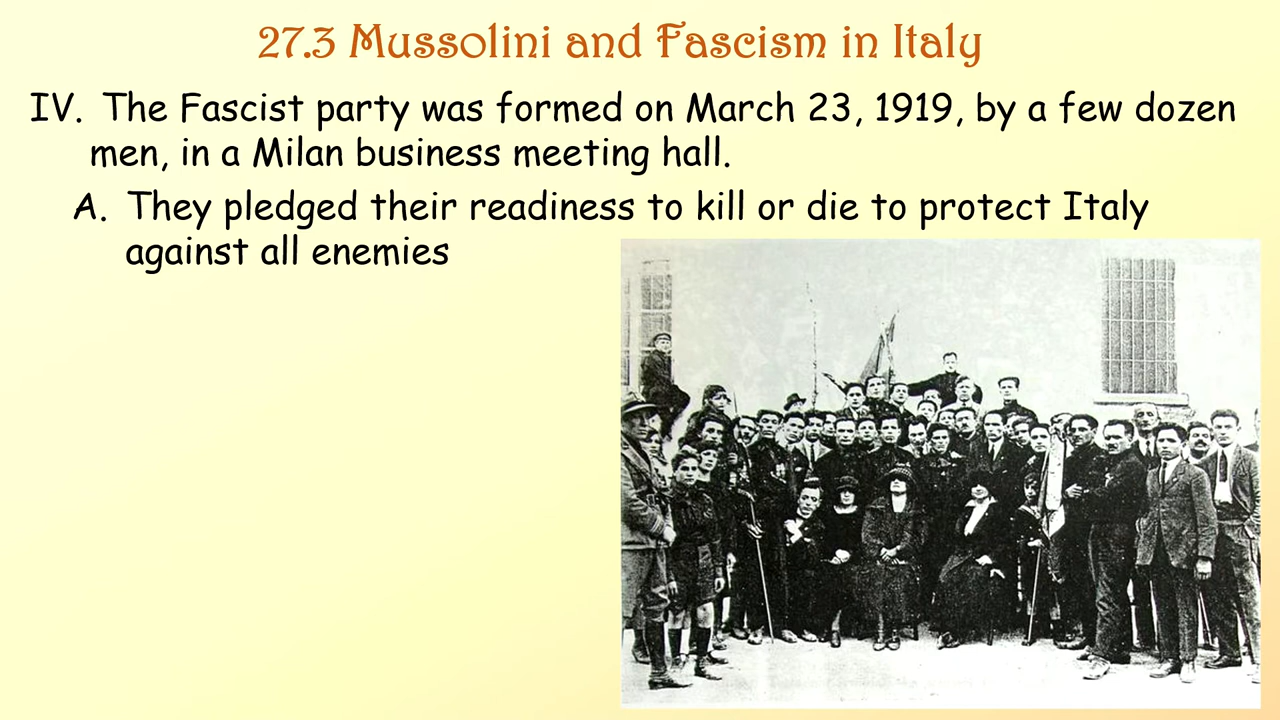 27.3 Mussolini and Fascism in Italy
IV. The Fascist party was formed on March 23, 1919, by a few dozen
men, in a Milan business meeting hall.
A. They pledged their readiness to kill or die to protect Italy
against all enemies